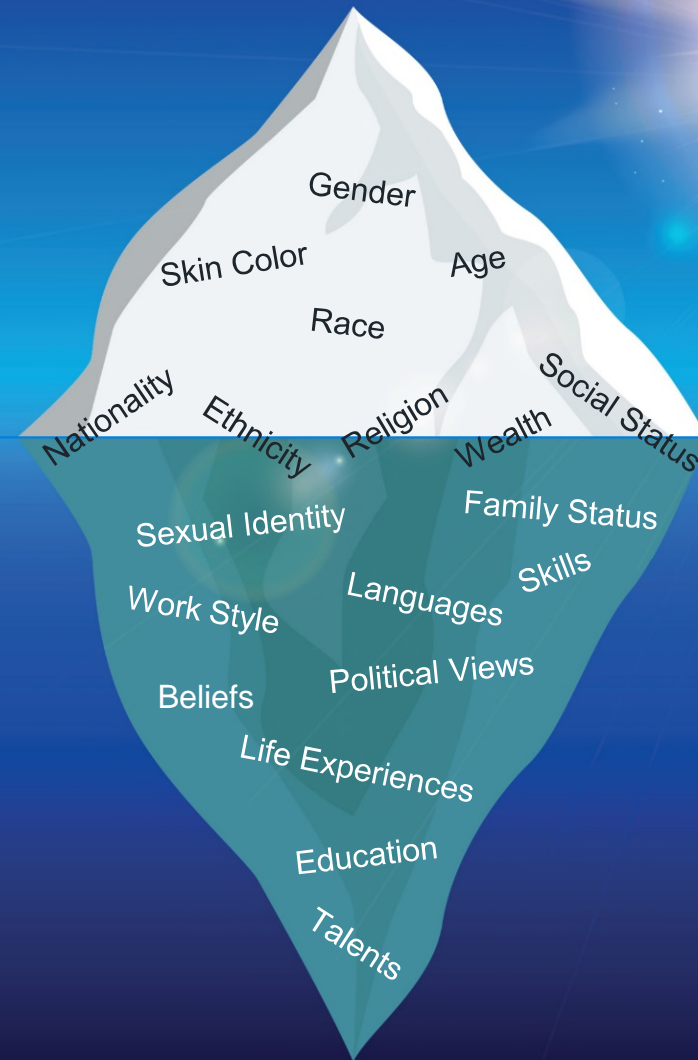 Gender
Skin Color
Age
Race
Nationality
Ethnicity
Religion
Wealth
Social Status
Sexual Identity
Family Status
Work Style
Languages
Skills
Beliefs
Political Views
Life Experiences
Education
Talents